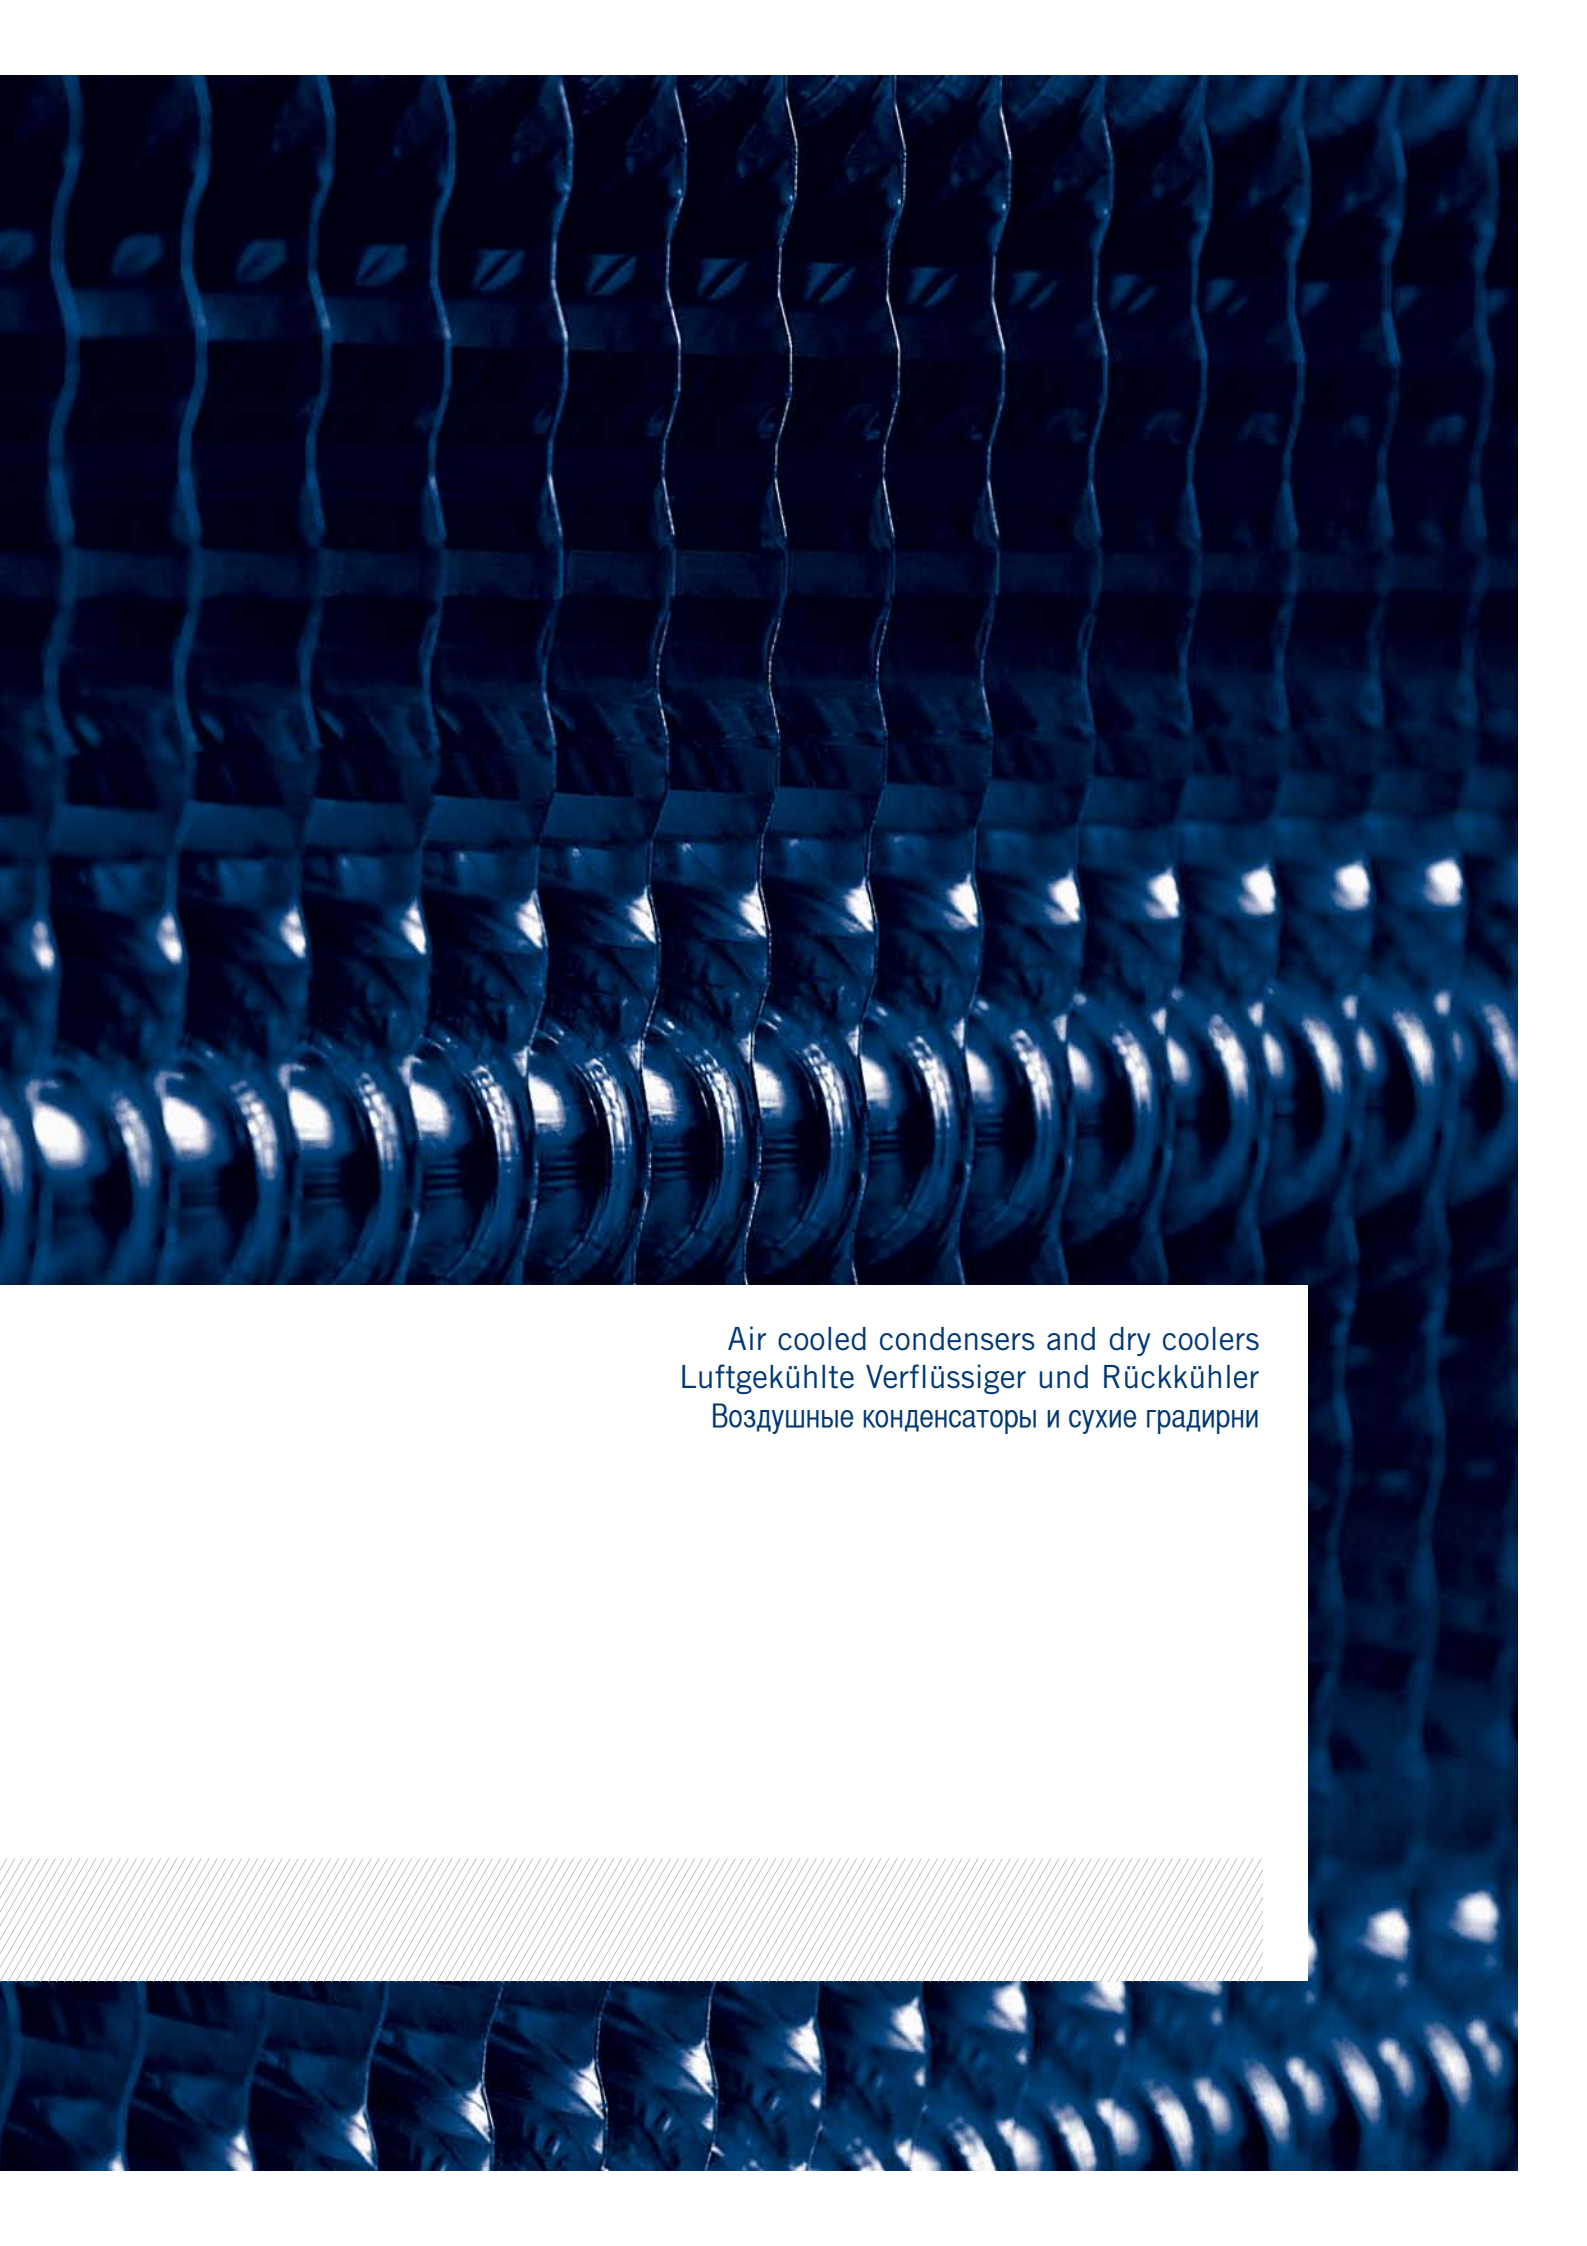 Air cooled condensers and dry coolers
Luftgekühlte Verflüssiger und Rückkühler
Воздушные конденсаторы и сухие градирни